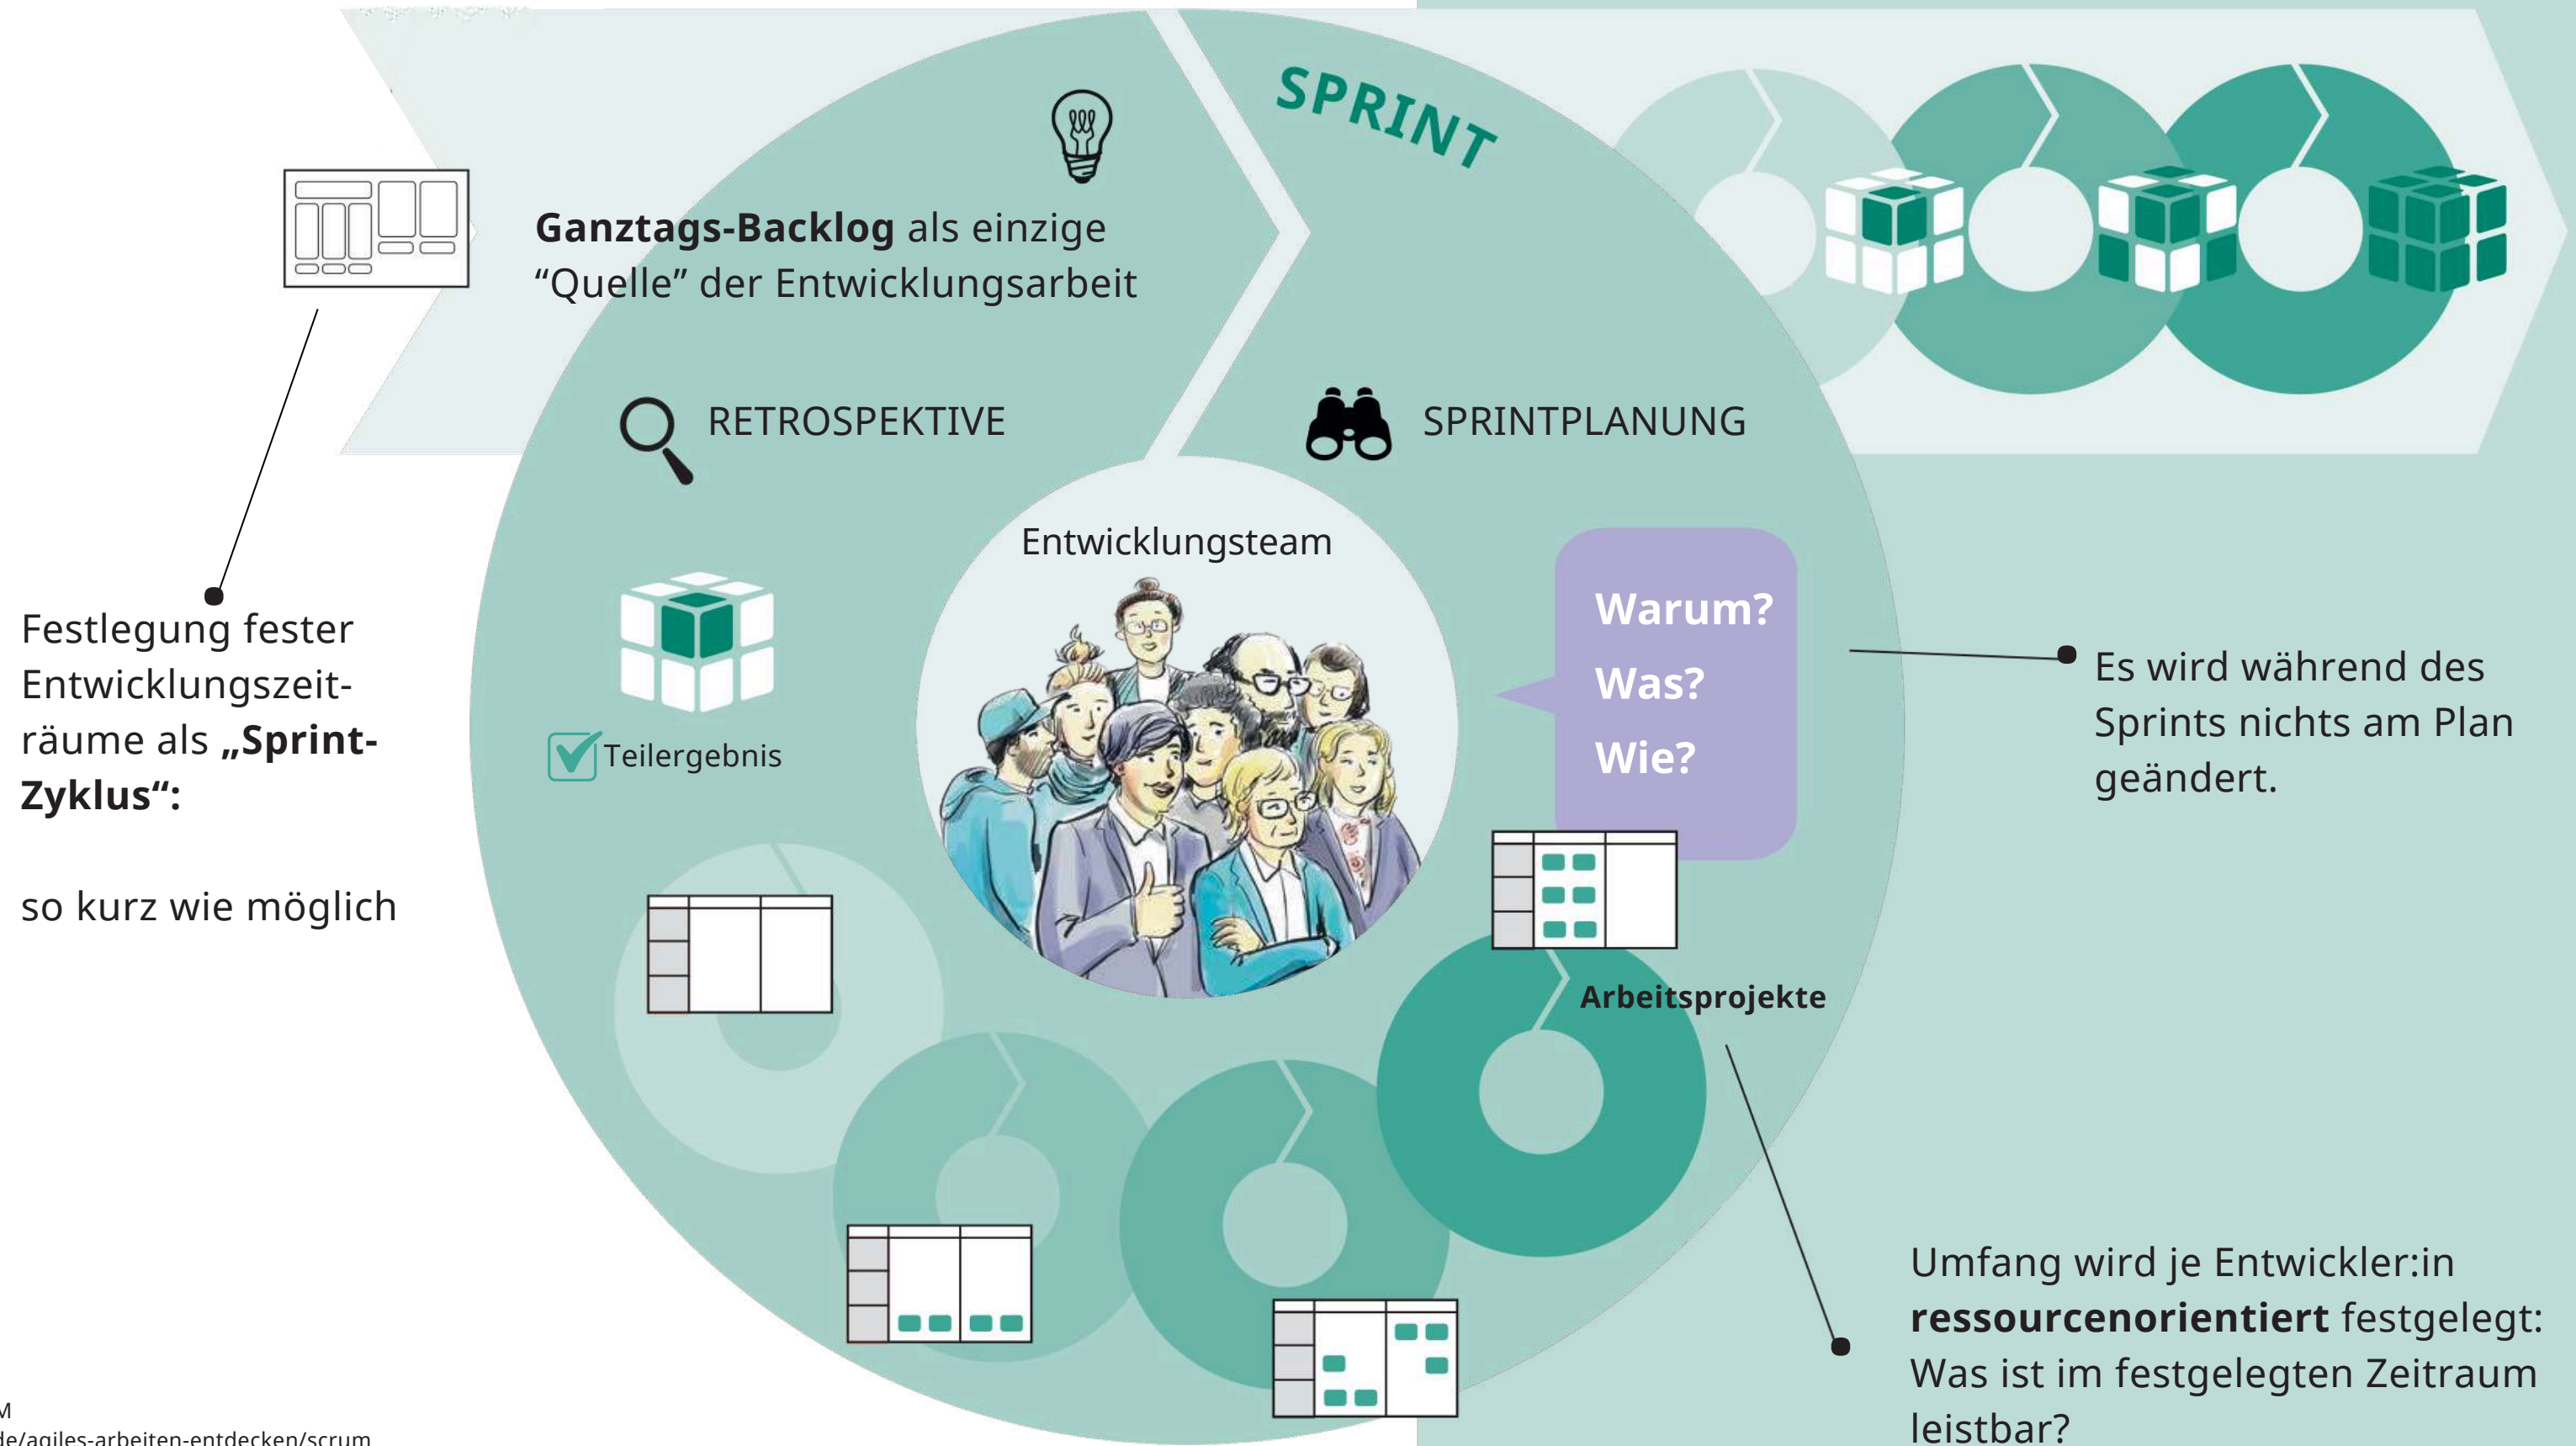 SPRINT
Ganztags-Backlog als einzige
“Quelle” der Entwicklungsarbeit
RETROSPEKTIVE
SPRINTPLANUNG
Entwicklungsteam
Warum?
Was?
Wie?
Teilergebnis
Arbeitsprojekte
Festlegung fester
Entwicklungszeit-
räume als „Sprint-
Zyklus“:
so kurz wie möglich
Es wird während des
Sprints nichts am Plan
geändert.
Umfang wird je Entwickler:in
ressourcenorientiert festgelegt:
Was ist im festgelegten Zeitraum
leistbar?
M
de/agiles-arbeiten-entdecken/scrum